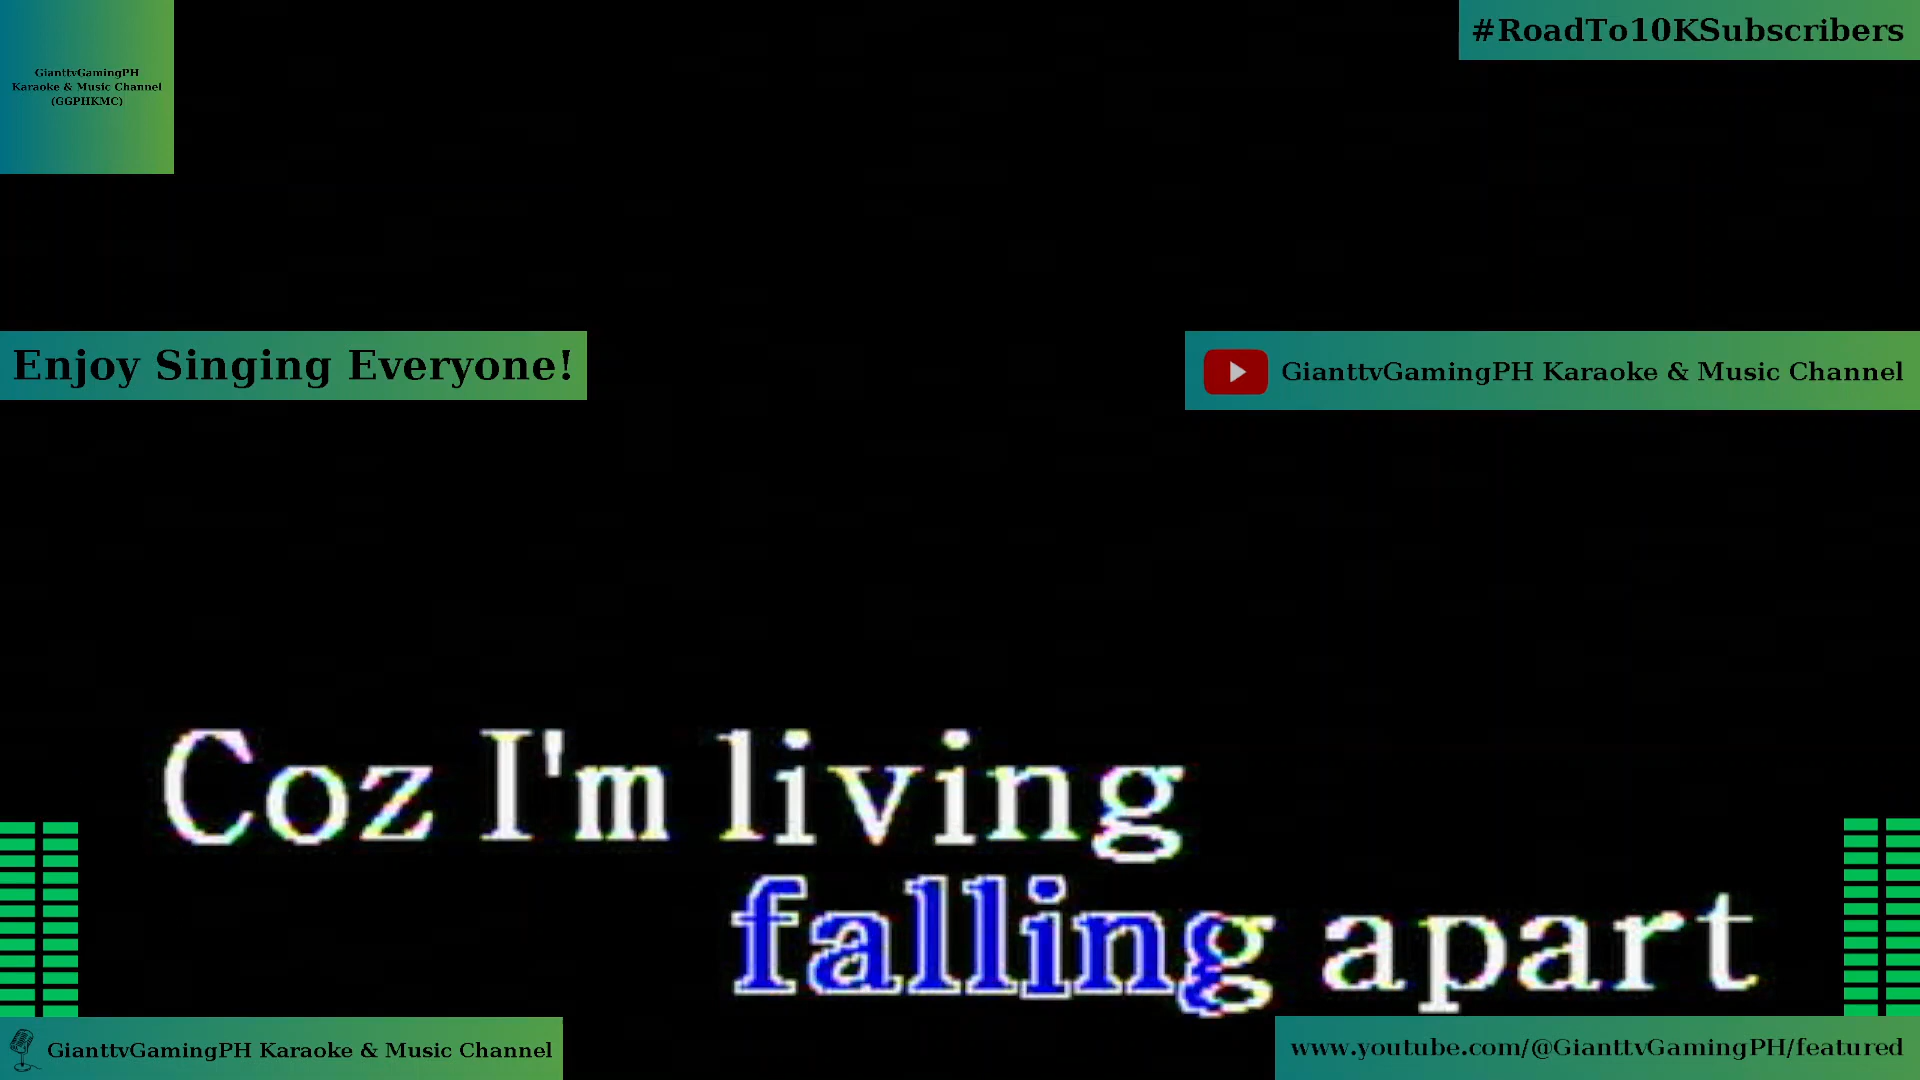 GianttvGamingPH
Karaoke & Music Channel
(GGPHKMC)
#RoadTo10KSubscribers
Enjoy Singing Everyone!
GianttvGamingPH Karaoke & Music Channel
Coz I'm living
falling apart
GianttvGamingPH Karaoke & Music Channel
www.youtube.com/@GianttvGamingPH/featured